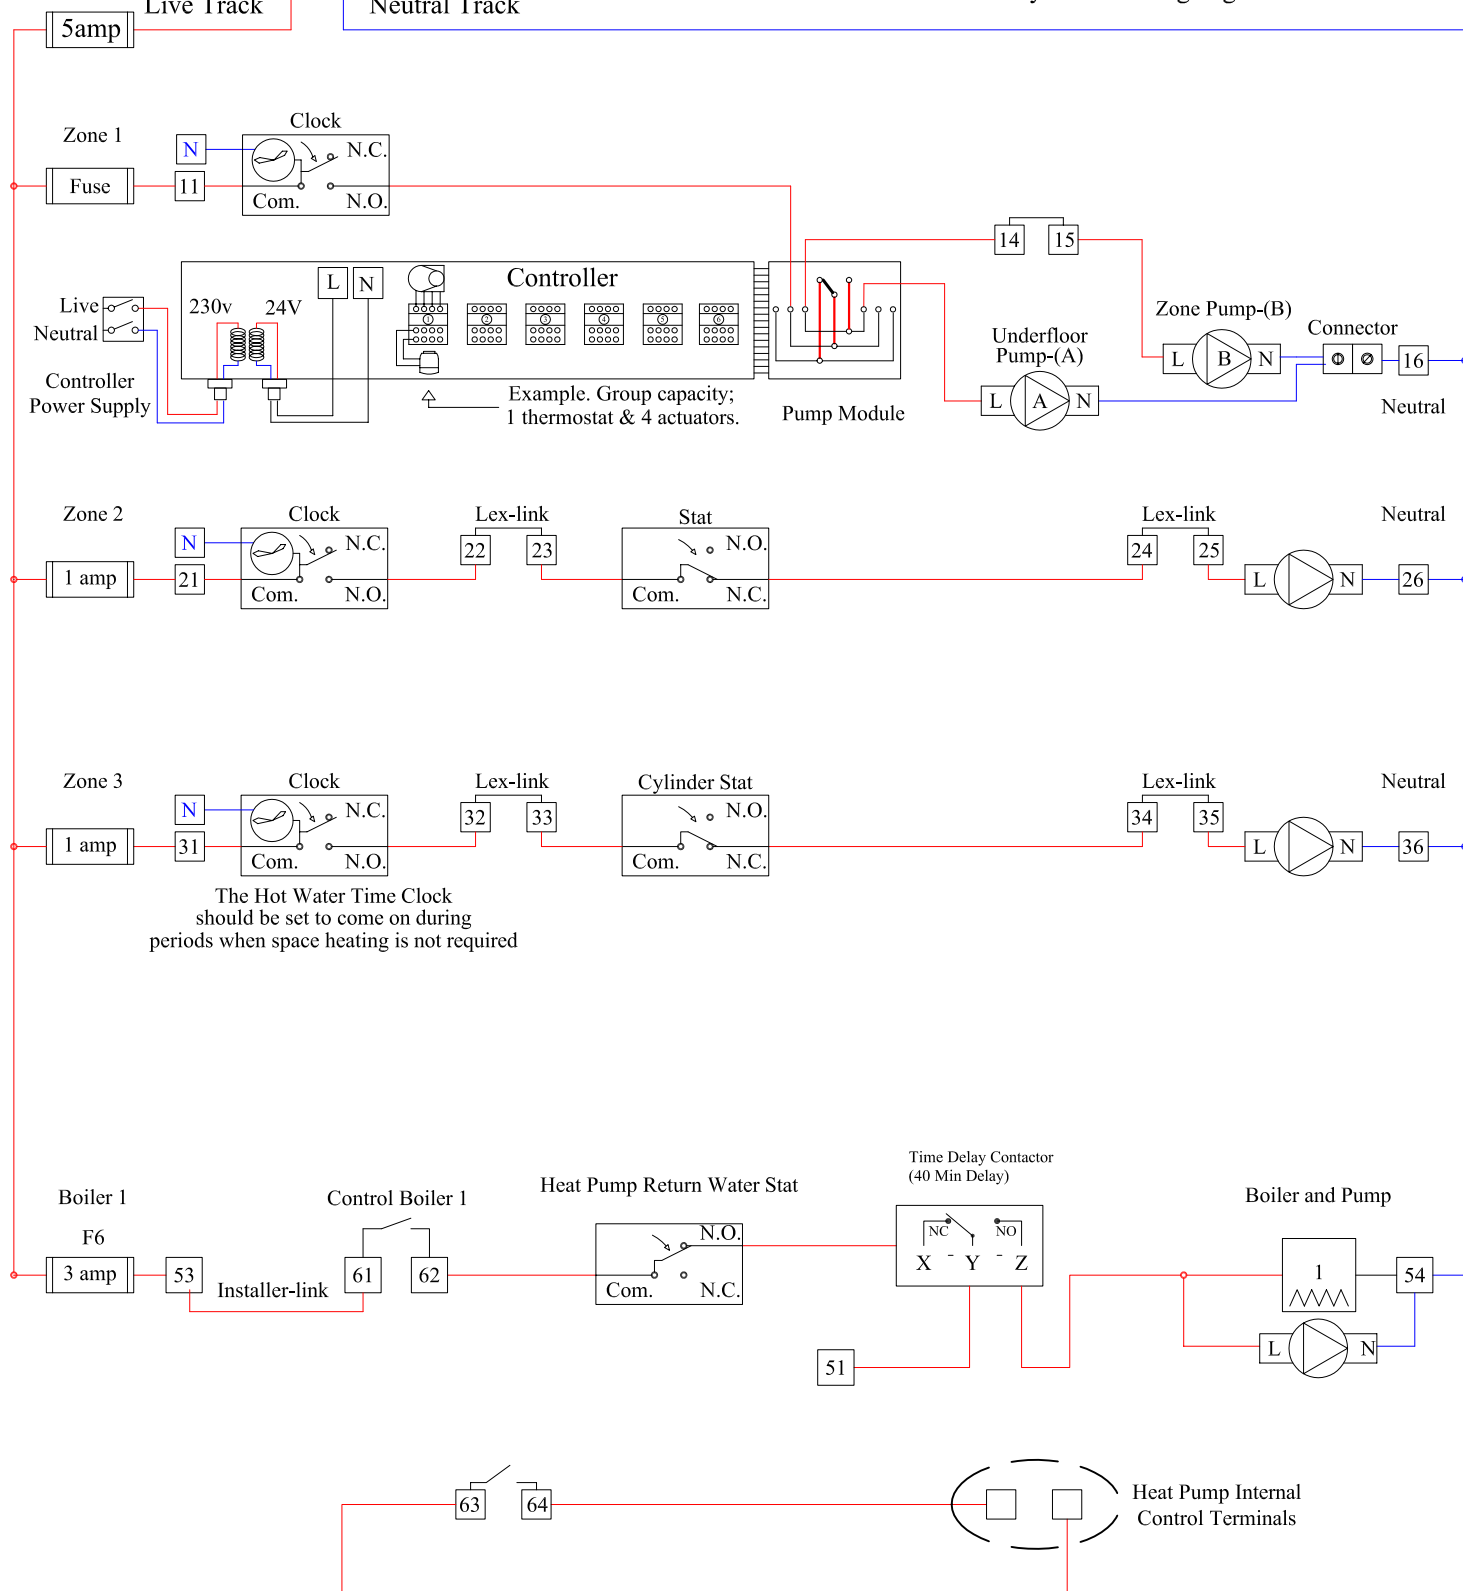 Live Track
Neutral Track
5amp
Zone 1
Clock
N
N.C.
Fuse
11
Com.
N.O.
14
15
Controller
L
N
Live
Neutral
230v
24V
1
2
3
4
5
6
Controller
Power Supply
Example. Group capacity;
1 thermostat & 4 actuators.
Pump Module
Underfloor
Pump-(A)
L
A
N
Zone Pump-(B)
L
B
N
Connector
16
Neutral
Zone 2
Clock
Lex-link
Stat
Lex-link
Neutral
N
N.C.
22
23
N.O.
24
25
1 amp
21
Com.
N.O.
Com.
N.C.
L
N
26
Zone 3
Clock
Lex-link
Cylinder Stat
Lex-link
Neutral
N
N.C.
32
33
N.O.
34
35
1 amp
31
Com.
N.O.
Com.
N.C.
L
N
36
The Hot Water Time Clock
should be set to come on during
periods when space heating is not required
Boiler 1
F6
3 amp
53
Installer-link
Control Boiler 1
61
62
Heat Pump Return Water Stat
N.O.
Com.
N.C.
Time Delay Contactor
(40 Min Delay)
NC
NO
X - Y - Z
51
Boiler and Pump
1
54
L
N
63
64
Heat Pump Internal
Control Terminals